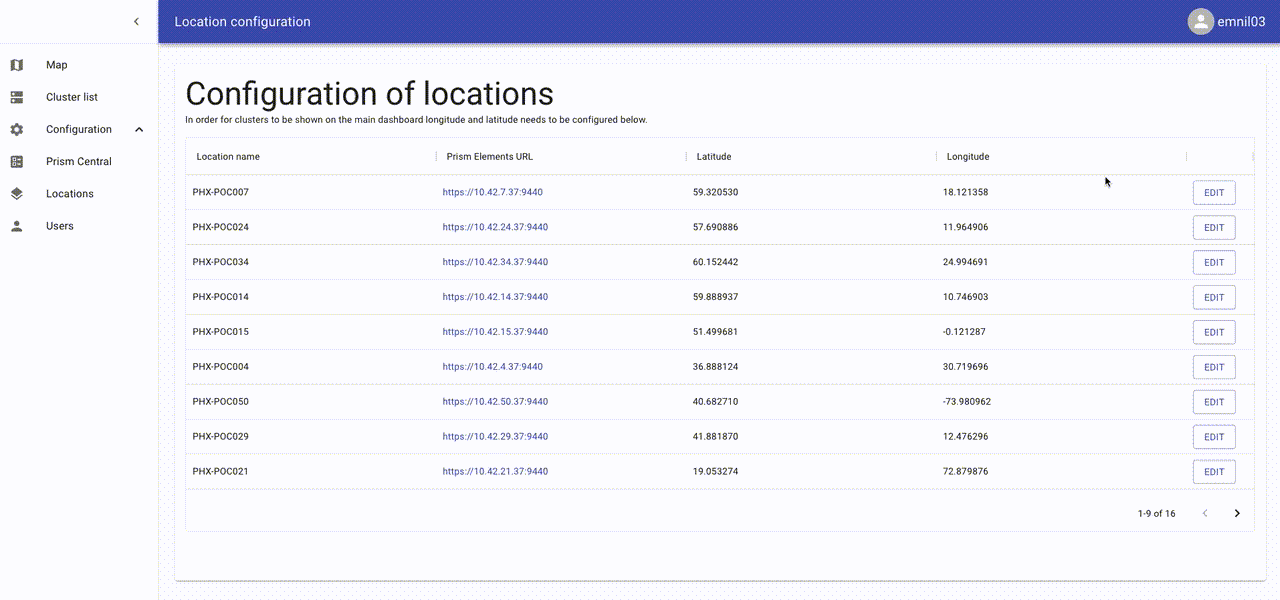 Location configuration
emnil03
Map
Cluster list
Configuration
Prism Central
Locations
Users
Configuration of locations
In order for clusters to be shown on the main dashboard longitude and latitude needs to be configured below.
Location name Prism Elements URL Latitude Longitude
PHX-POC007 https://10.42.7.37:9440 59.320530 18.121358 EDIT
PHX-POC024 https://10.42.24.37:9440 57.690886 11.964906 EDIT
PHX-POC034 https://10.42.34.37:9440 60.152442 24.994691 EDIT
PHX-POC014 https://10.42.14.37:9440 59.888937 10.746903 EDIT
PHX-POC015 https://10.42.15.37:9440 51.499681 -0.121287 EDIT
PHX-POC004 https://10.42.4.37:9440 36.888124 30.719696 EDIT
PHX-POC050 https://10.42.50.37:9440 40.682710 -73.980962 EDIT
PHX-POC029 https://10.42.29.37:9440 41.881870 12.476296 EDIT
PHX-POC021 https://10.42.21.37:9440 19.053274 72.879876 EDIT
1-9 of 16